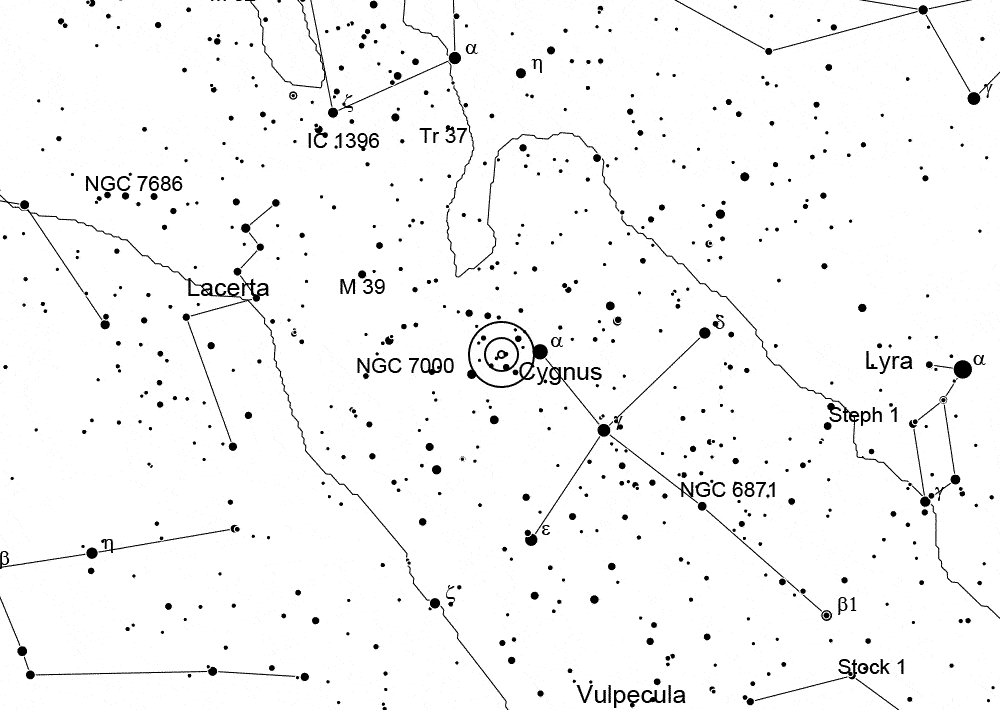 α
η
ζ
γ
IC 1396
Tr 37
NGC 7686
Lacerta
M 39
δ
α
NGC 7000
Cygnus
Lyra
α
Steph 1
γ
NGC 6871
γ
ε
β
η
ζ
β1
Stock 1
Vulpecula